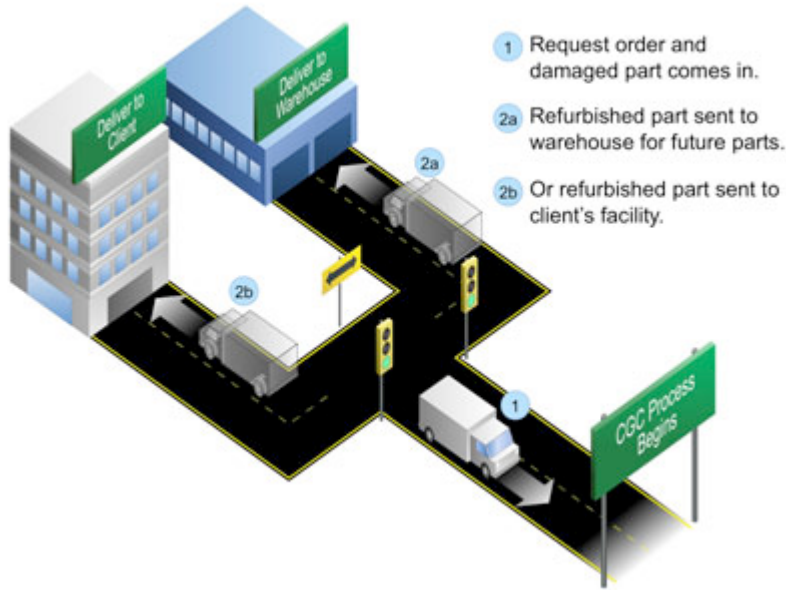 1 Request order and
damaged part comes in.
2a Refurbished part sent to
warehouse for future parts.
2b Or refurbished part sent to
client's facility.
Deliver to
Warehouse
Deliver to
Client
2a
2b
1
CGC Process
Begins